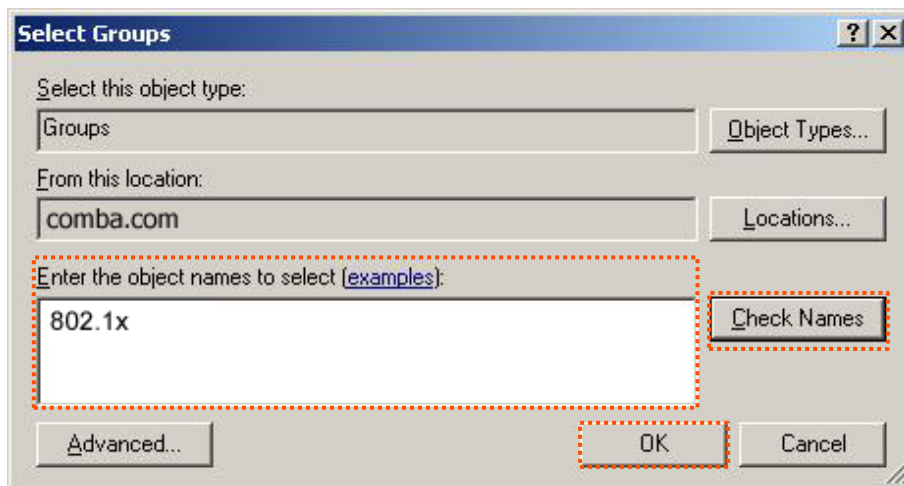 Select Groups
Select this object type:
Groups
Object Types...
From this location:
comba.com
Locations...
Enter the object names to select (examples):
802.1x
Check Names
Advanced...
OK
Cancel